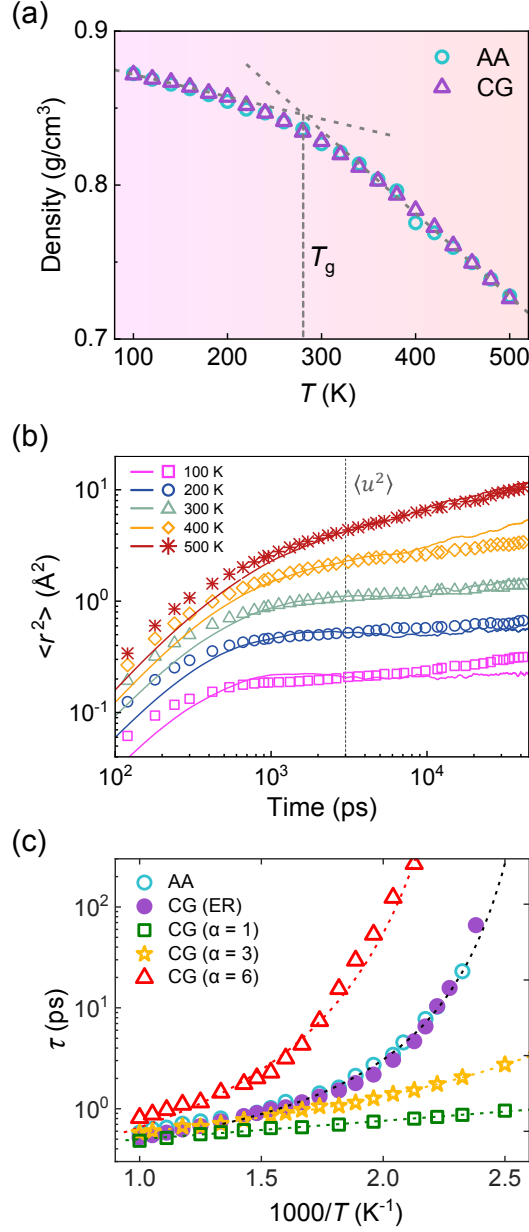 (a)
0.9
0.8
0.7
Density (g/cm3)
AA
CG
Tg
100 200 300 400 500
T (K)
(b)
10¹
10⁰
10⁻¹
<r²> (Å²)
100 K
200 K
300 K
400 K
500 K
⟨u²⟩
10² 10³ 10⁴
Time (ps)
(c)
10²
10¹
10⁰
τ (ps)
AA
CG (ER)
CG (α = 1)
CG (α = 3)
CG (α = 6)
1.0 1.5 2.0 2.5
1000/T (K⁻¹)